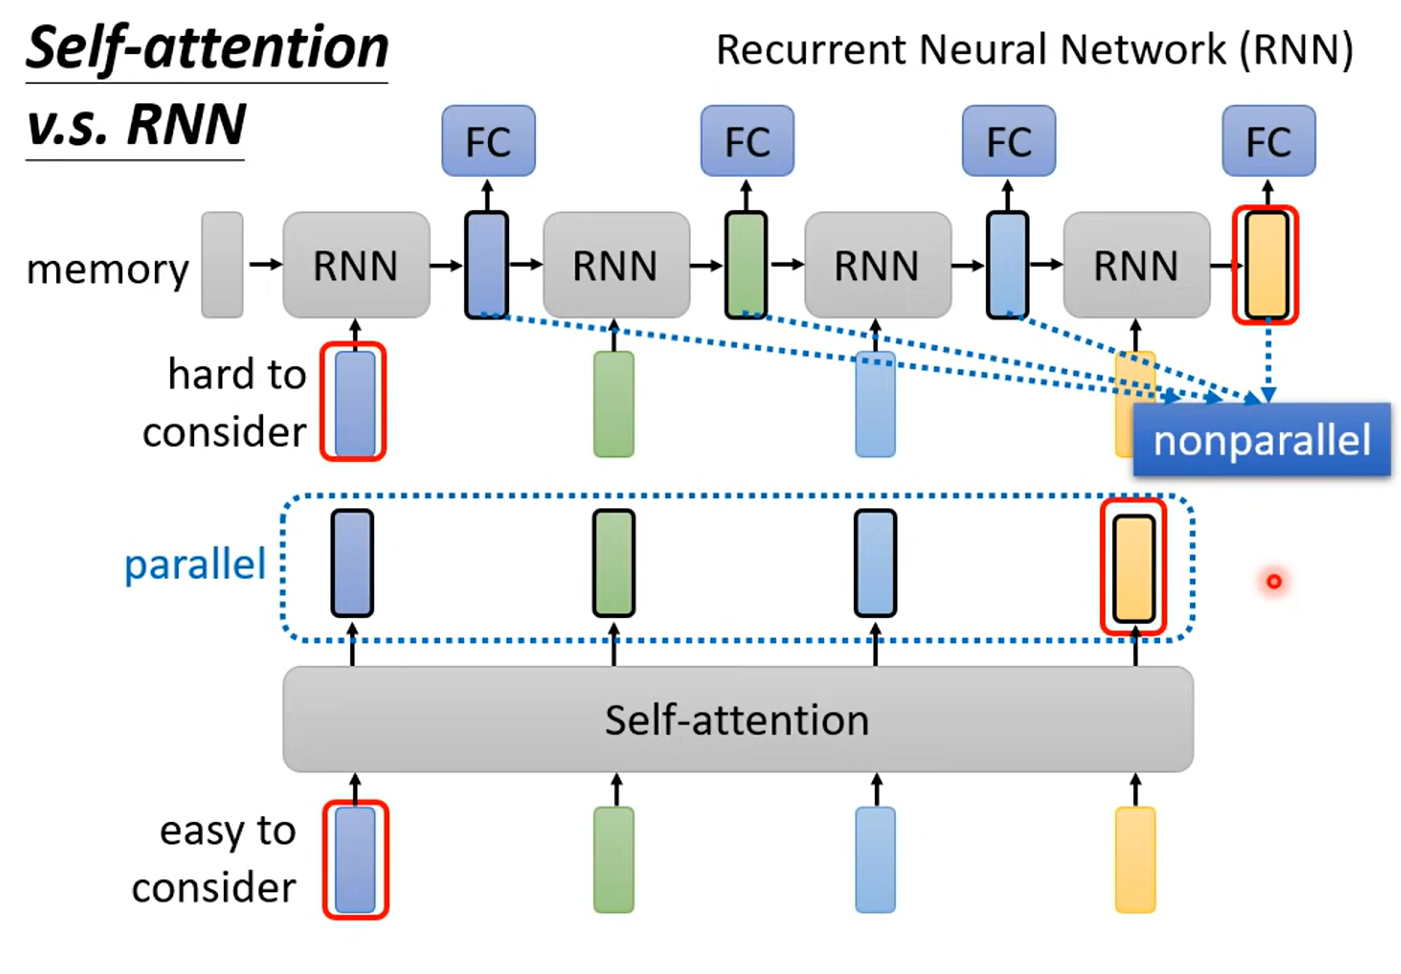 Self-attention
v.s. RNN
Recurrent Neural Network (RNN)
FC
FC
FC
FC
memory
RNN
RNN
RNN
RNN
hard to
consider
nonparallel
parallel
Self-attention
easy to
consider